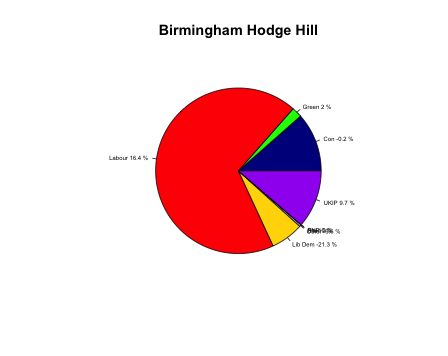 Birmingham Hodge Hill
Green 2 %
Con -0.2 %
Labour 16.4 %
UKIP 9.7 %
Lib Dem -21.3 %